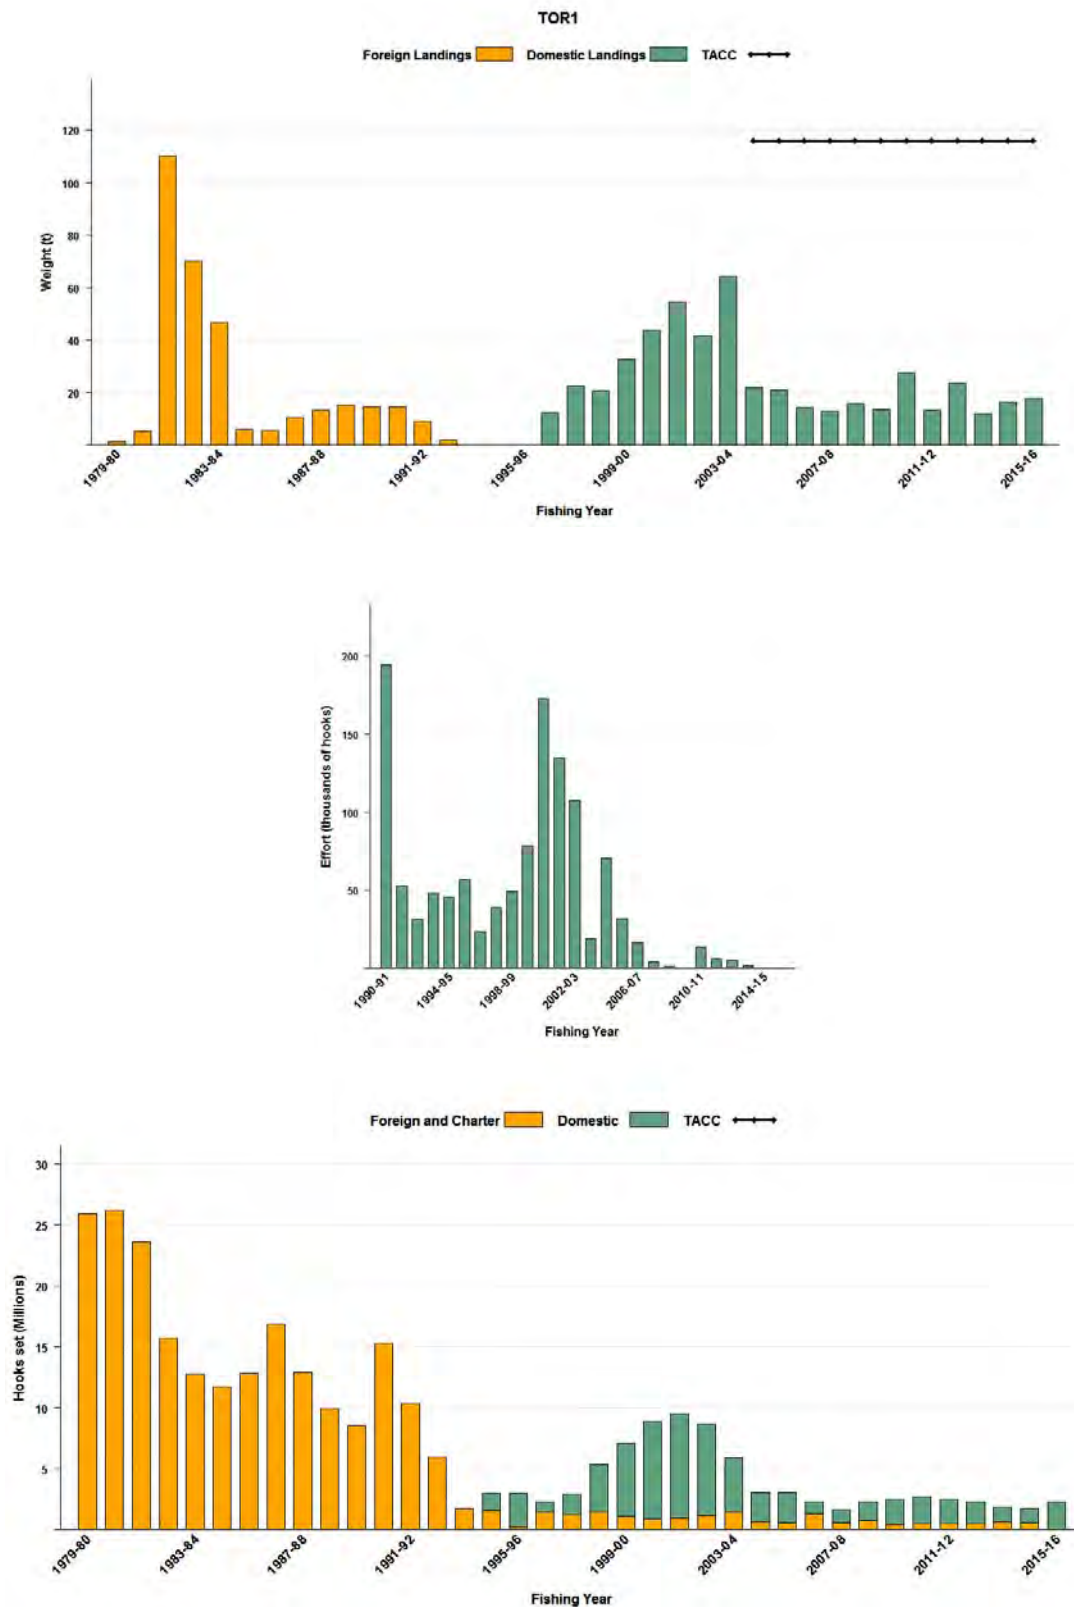 TOR1
Foreign Landings Domestic Landings TACC
120
100
80
60
40
20
Weight (t)
1979-80 1983-84 1987-88 1991-92 1995-96 1999-00 2003-04 2007-08 2011-12 2015-16
Fishing Year
200
150
100
50
Effort (thousands of hooks)
1990-91 1994-95 1998-99 2002-03 2006-07 2010-11 2014-15
Fishing Year
Foreign and Charter Domestic TACC
30
25
20
15
10
5
Hooks set (Millions)
1979-80 1983-84 1987-88 1991-92 1995-96 1999-00 2003-04 2007-08 2011-12 2015-16
Fishing Year